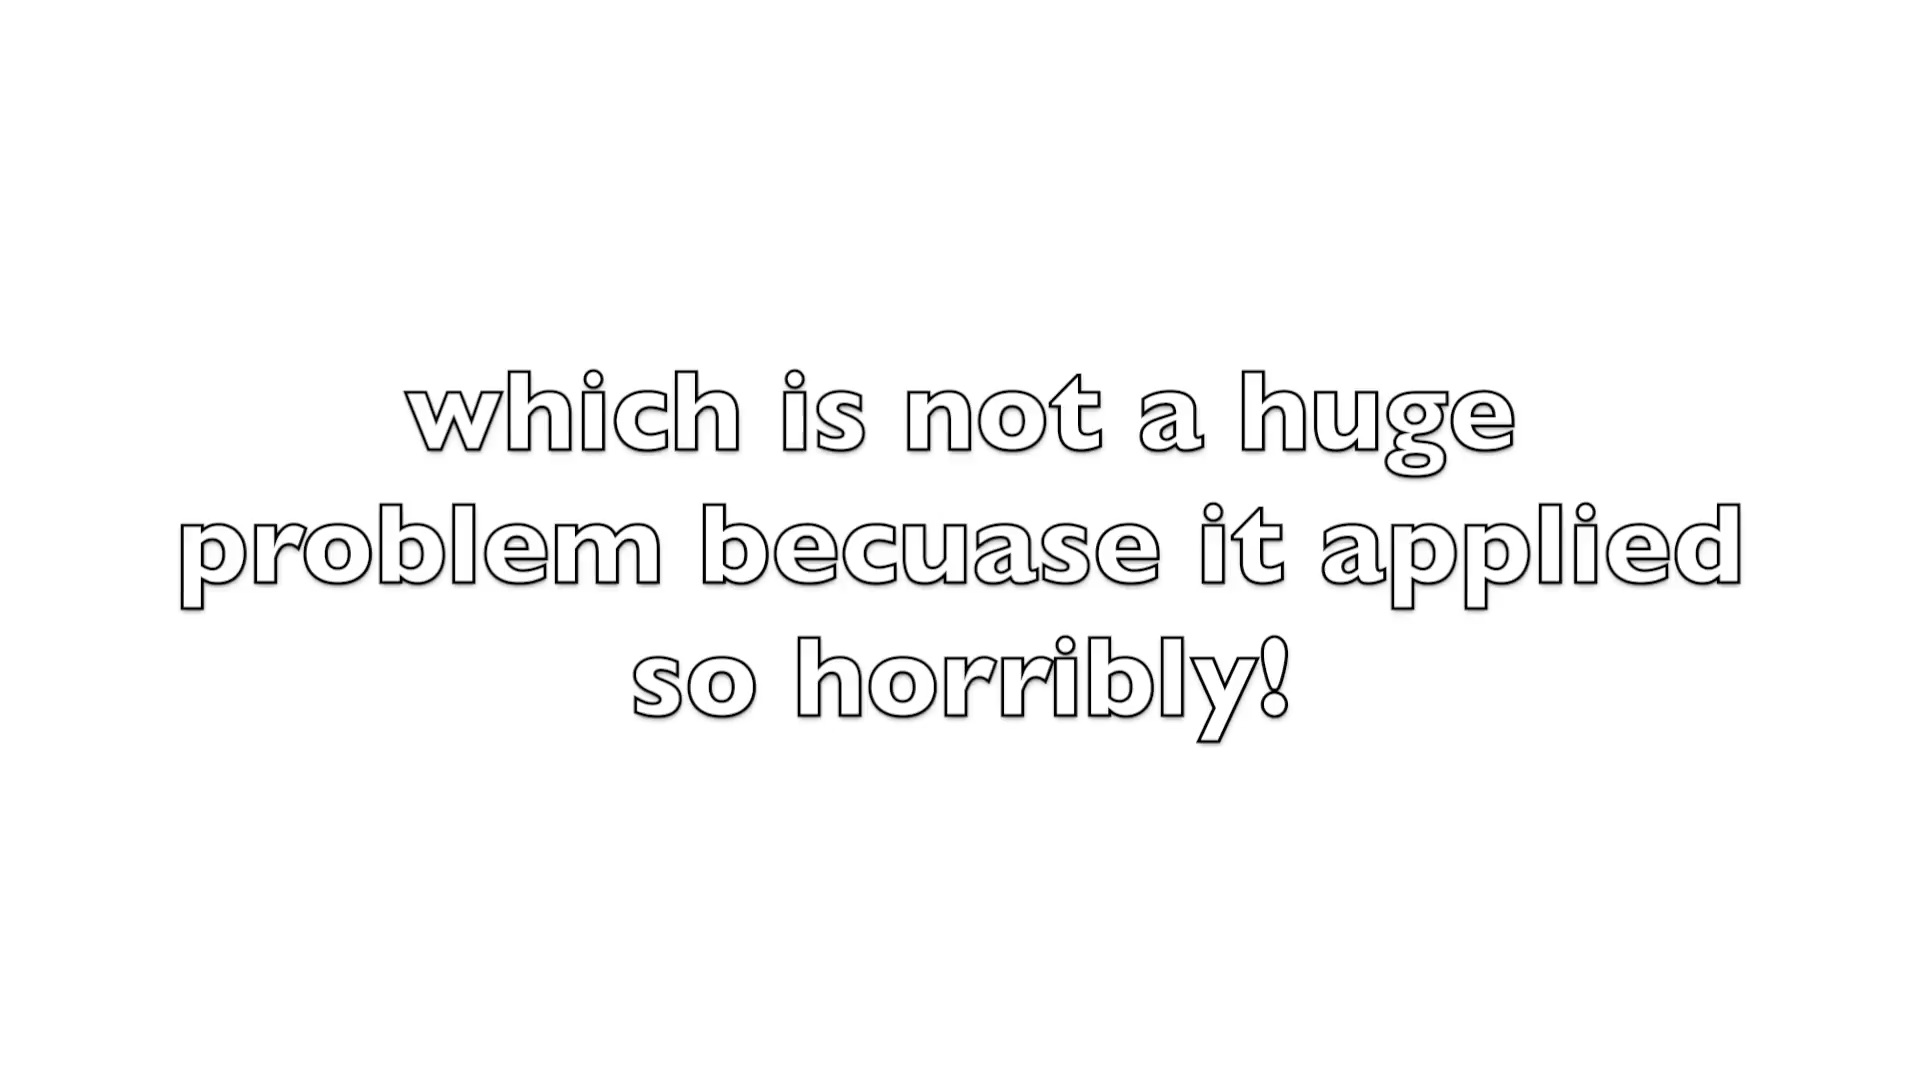 which is not a huge
problem becuase it applied
so horribly!